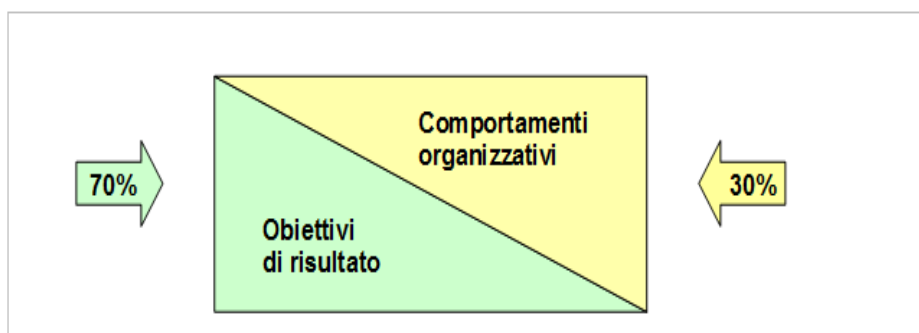 Comportamenti
organizzativi
70%
30%
Obiettivi
di risultato